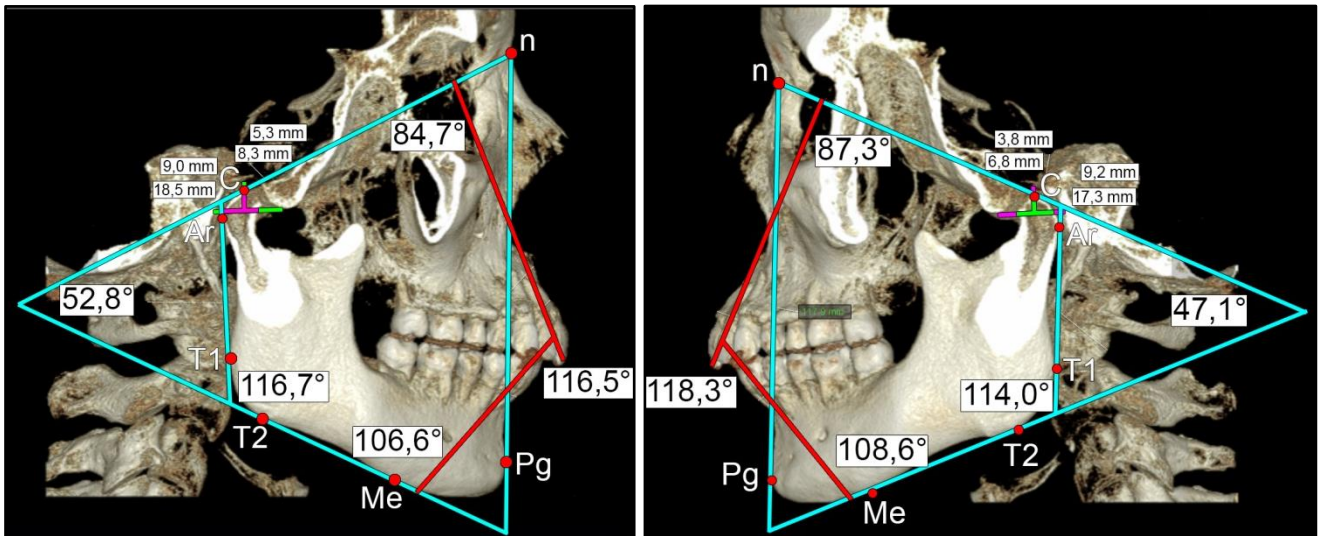 n
5,3 mm
84,7°
8,3 mm
9,0 mm
C
18,5 mm
Ar
52,8°
T1
116,7°
116,5°
T2
106,6°
Pg
Me
n
3,8 mm
87,3°
6,8 mm
9,2 mm
C
17,3 mm
Ar
47,1°
T1
118,3°
114,0°
T2
108,6°
Pg
Me